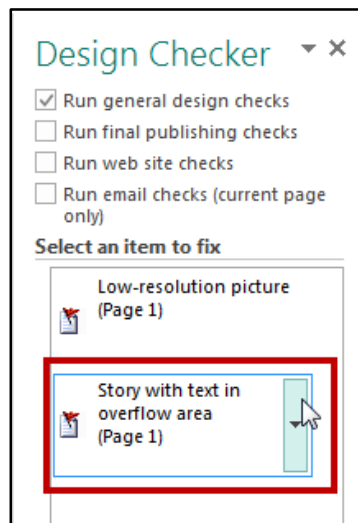 Design Checker
Run general design checks
Run final publishing checks
Run web site checks
Run email checks (current page
only)
Select an item to fix
Low-resolution picture
(Page 1)
Story with text in
overflow area
(Page 1)